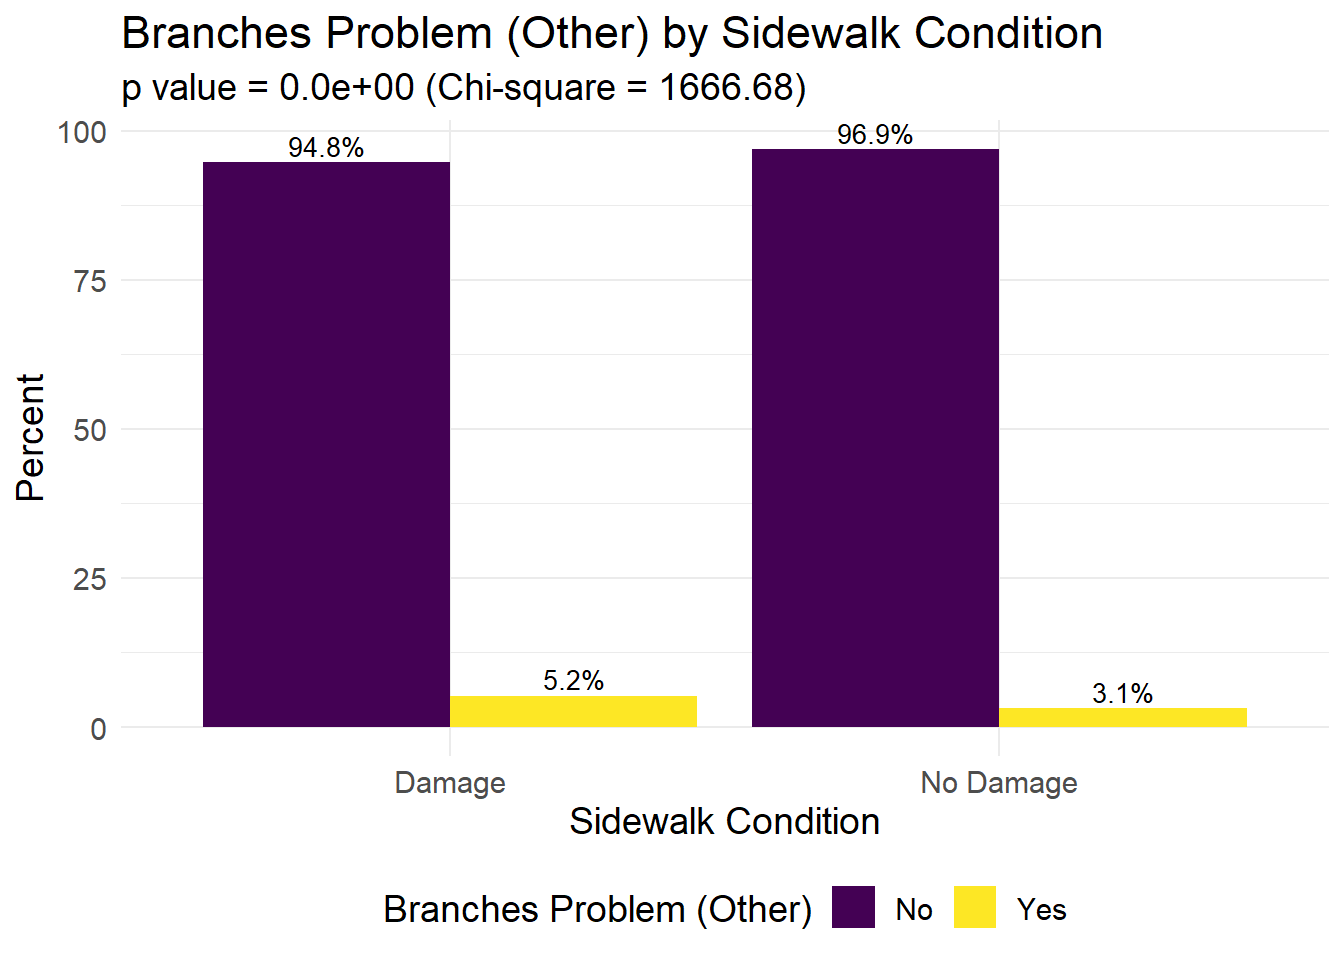 Branches Problem (Other) by Sidewalk Condition
p value = 0.0e+00 (Chi-square = 1666.68)
100
75
50
25
0
Percent
94.8%
5.2%
96.9%
3.1%
Damage
No Damage
Sidewalk Condition
Branches Problem (Other) No Yes